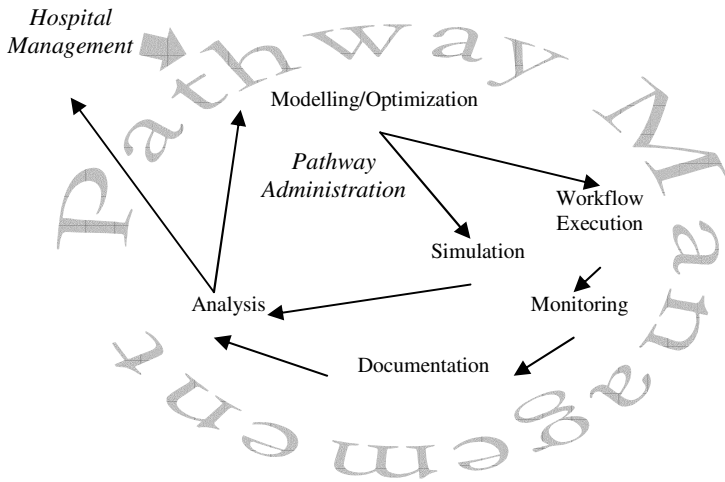 Hospital
Management
Pathway Management
Modelling/Optimization
Pathway
Administration
Workflow
Execution
Simulation
Analysis
Monitoring
Documentation